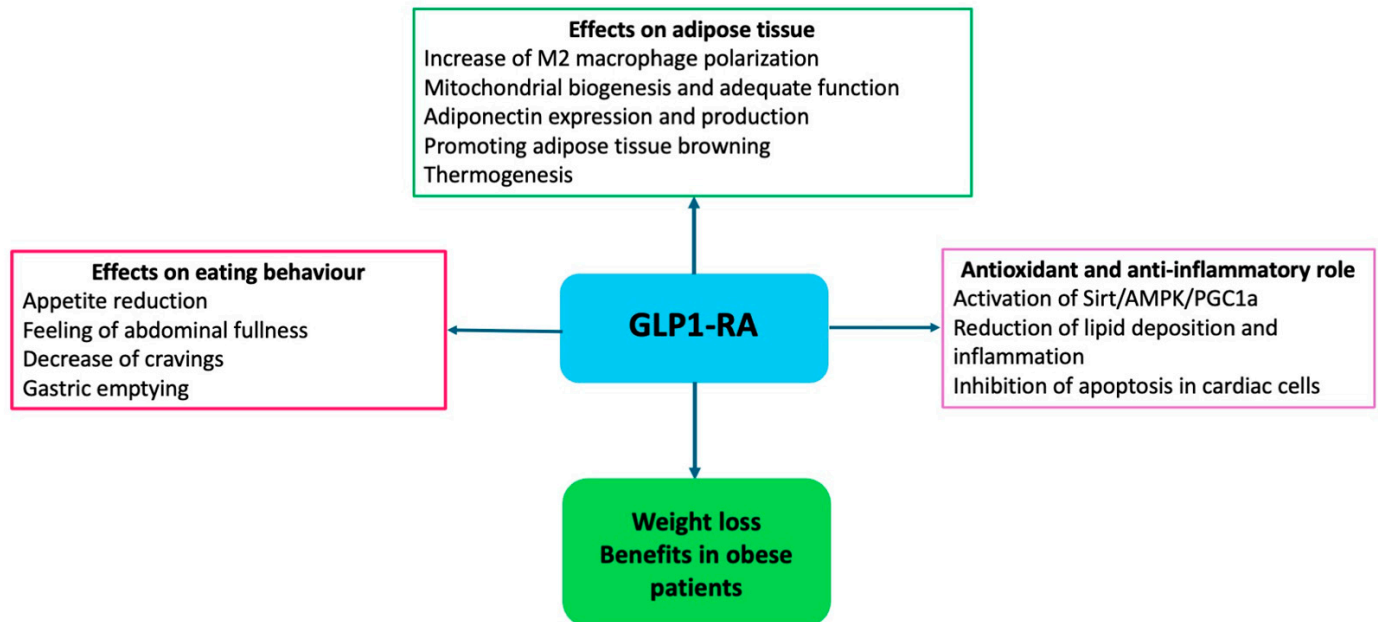 Effects on adipose tissue
Increase of M2 macrophage polarization
Mitochondrial biogenesis and adequate function
Adiponectin expression and production
Promoting adipose tissue browning
Thermogenesis
Effects on eating behaviour
Appetite reduction
Feeling of abdominal fullness
Decrease of cravings
Gastric emptying
GLP1-RA
Antioxidant and anti-inflammatory role
Activation of Sirt/AMPK/PGC1a
Reduction of lipid deposition and
inflammation
Inhibition of apoptosis in cardiac cells
Weight loss
Benefits in obese
patients